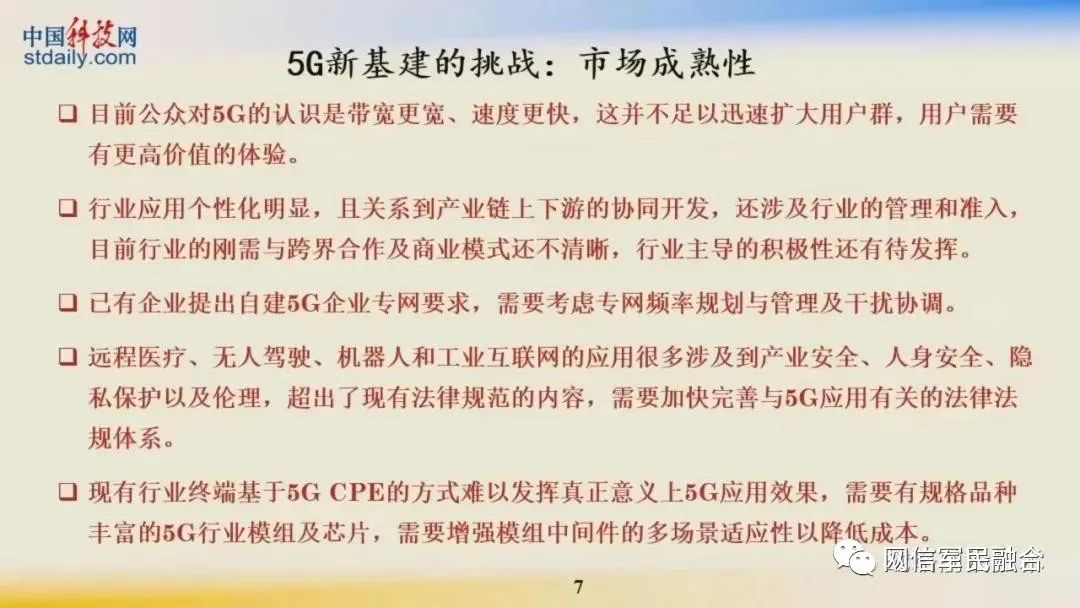 中国科技网
stdaily.com
5G新基建的挑战：市场成熟性
目前公众对5G的认识是带宽更宽、速度更快，这并不足以迅速扩大用户群，用户需要
有更高价值的体验。
行业应用个性化明显，且关系到产业链上下游的协同开发，还涉及行业的管理和准入，
目前行业的刚需与跨界合作及商业模式还不清晰，行业主导的积极性还有待发挥。
已有企业提出自建5G企业专网要求，需要考虑专网频率规划与管理及干扰协调。
远程医疗、无人驾驶、机器人和工业互联网的应用很多涉及到产业安全、人身安全、隐
私保护以及伦理，超出了现有法律规范的内容，需要加快完善与5G应用有关的法律法
规体系。
现有行业终端基于5G CPE的方式难以发挥真正意义上5G应用效果，需要有规格品种
丰富的5G行业模组及芯片，需要增强模组中间件的多场景适应性以降低成本。
网信军民融合
7